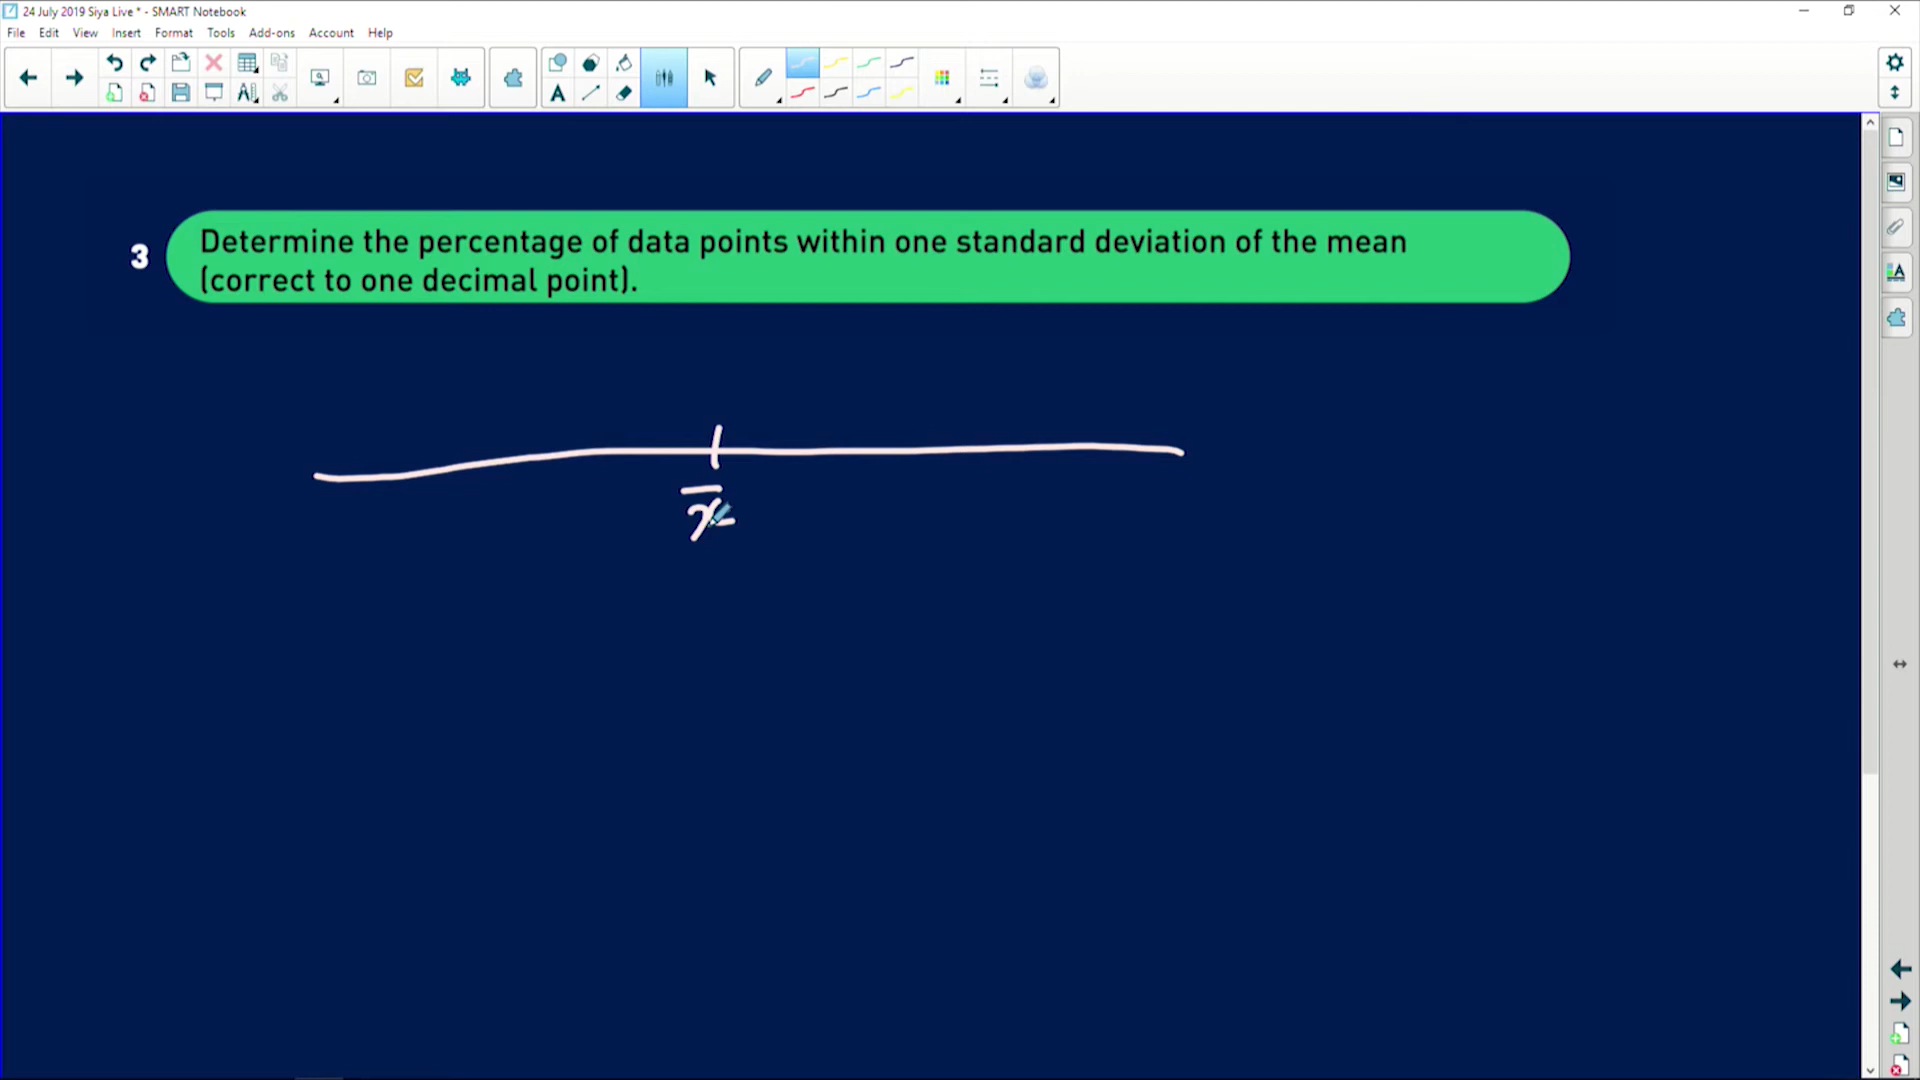 24 July 2019 Siya Live * - SMART Notebook
File Edit View Insert Format Tools Add-ons Account Help
3
Determine the percentage of data points within one standard deviation of the mean
(correct to one decimal point).
x̄